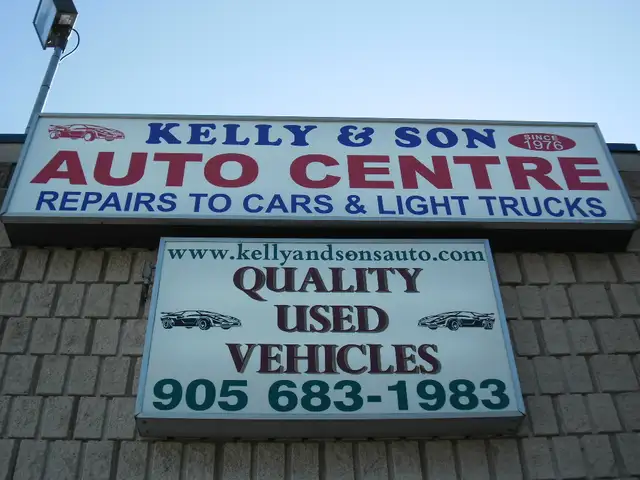 KELLY & SON
SINCE
1976
AUTO CENTRE
REPAIRS TO CARS & LIGHT TRUCKS
www.kellyandsonsauto.com
QUALITY
USED
VEHICLES
905 683-1983